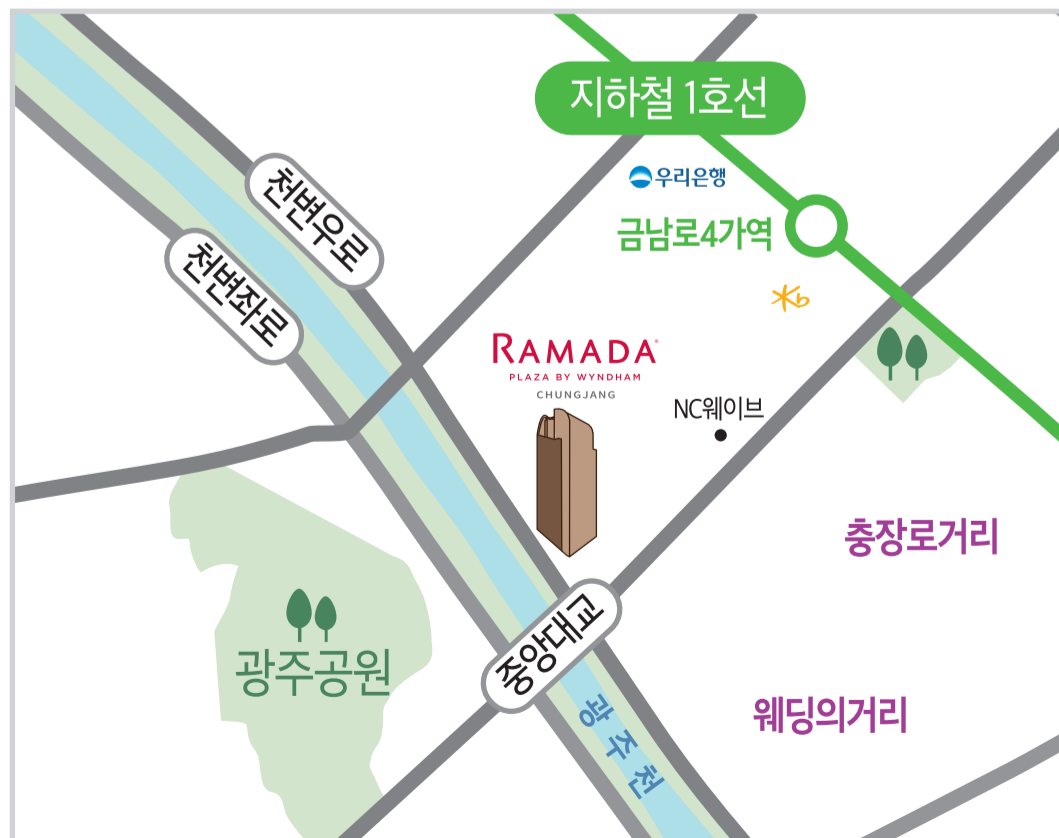 지하철 1호선
우리은행
금남로4가역
천변우로
천변좌로
RAMADA
PLAZA BY WYNDHAM
CHUNGJANG
NC웨이브
충장로거리
중앙대교
광주공원
광주천
웨딩의거리